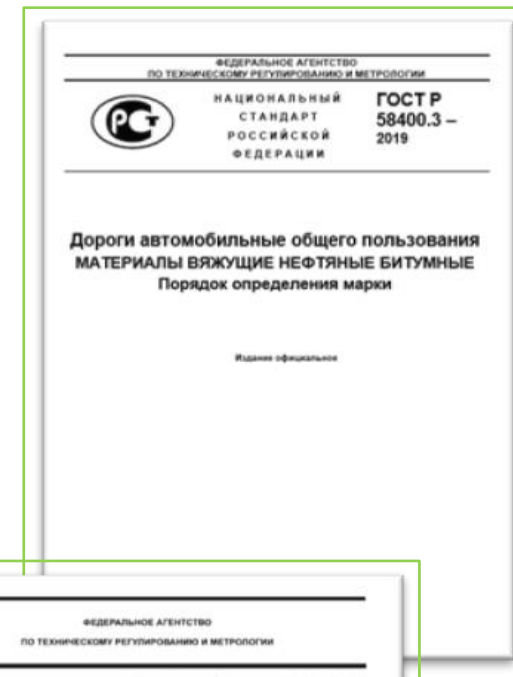 ФЕДЕРАЛЬНОЕ АГЕНТСТВО
ПО ТЕХНИЧЕСКОМУ РЕГУЛИРОВАНИЮ И МЕТРОЛОГИИ
РСТ
НАЦИОНАЛЬНЫЙ
СТАНДАРТ
РОССИЙСКОЙ
ФЕДЕРАЦИИ
ГОСТ Р
58400.3 –
2019
Дороги автомобильные общего пользования
МАТЕРИАЛЫ ВЯЖУЩИЕ НЕФТЯНЫЕ БИТУМНЫЕ
Порядок определения марки
Издание официальное
ФЕДЕРАЛЬНОЕ АГЕНТСТВО
ПО ТЕХНИЧЕСКОМУ РЕГУЛИРОВАНИЮ И МЕТРОЛОГИИ